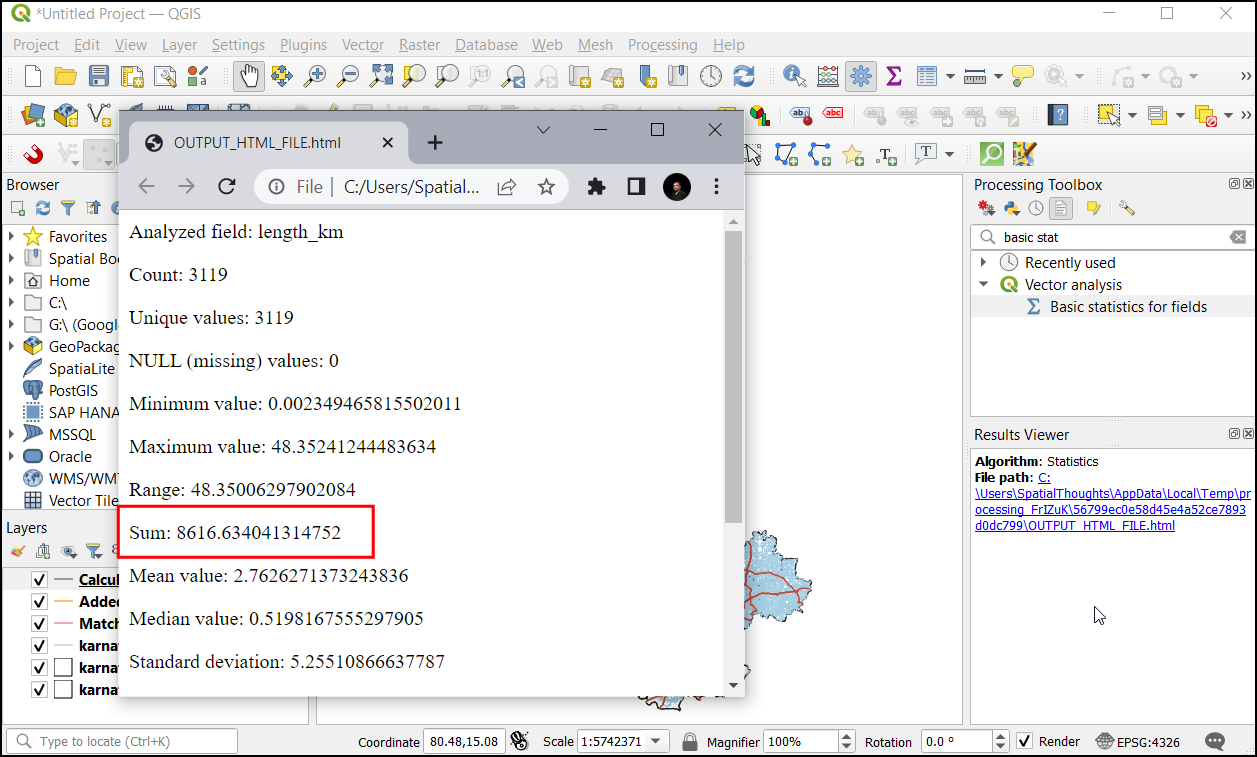 *Untitled Project — QGIS
Project Edit View Layer Settings Plugins Vector Raster Database Web Mesh Processing Help
OUTPUT_HTML_FILE.html
File | C:/Users/Spatial...
Analyzed field: length_km
Count: 3119
Unique values: 3119
NULL (missing) values: 0
Minimum value: 0.002349465815502011
Maximum value: 48.35241244483634
Range: 48.35006297902084
Sum: 8616.634041314752
Mean value: 2.7626271373243836
Median value: 0.5198167555297905
Standard deviation: 5.25510866637787
Browser
Favorites
Spatial Boo
Home
C:\
G:\ (Googl
GeoPackag
SpatiaLite
PostGIS
SAP HANA
MSSQL
Oracle
WMS/WMT
Vector Tile
Layers
Calcul
Added
Match
karna
karna
karna
Processing Toolbox
basic stat
Recently used
Vector analysis
Basic statistics for fields
Results Viewer
Algorithm: Statistics
File path: C:
\Users\SpatialThoughts\AppData\Local\Temp\pr
ocessing_FrIZuK\56799ec0e58d45e4a52ce7893
d0dc799\OUTPUT_HTML_FILE.html
Type to locate (Ctrl+K)
Coordinate 80.48,15.08 Scale 1:5742371 Magnifier 100% Rotation 0.0 ° Render EPSG:4326